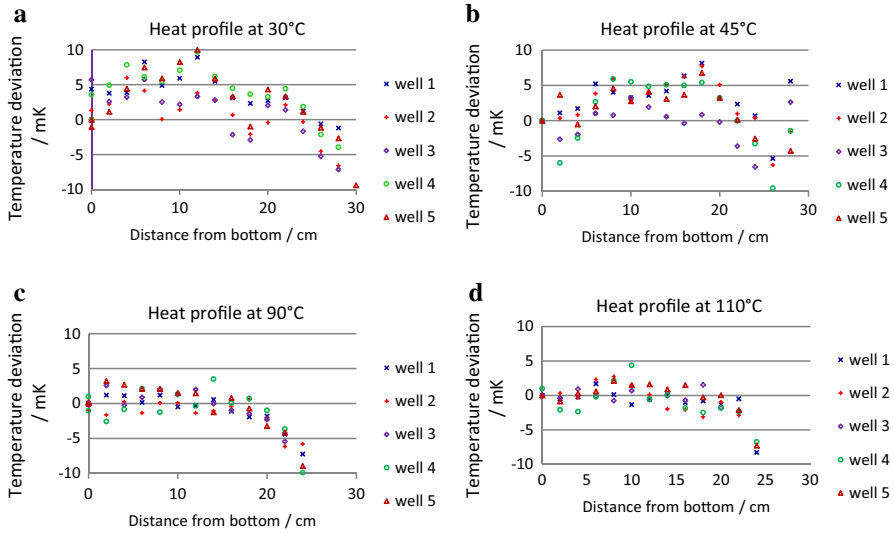 a
Heat profile at 30°C
Temperature deviation
/ mK
10
5
0
-5
-10
0
10
20
30
Distance from bottom / cm
well 1
well 2
well 3
well 4
well 5
b
Heat profile at 45°C
Temperature deviation
/ mK
10
5
0
-5
-10
0
10
20
30
Distance from bottom / cm
well 1
well 2
well 3
well 4
well 5
c
Heat profile at 90°C
Temperature deviation
/ mK
10
5
0
-5
-10
0
10
20
30
Distance from bottom / cm
well 1
well 2
well 3
well 4
well 5
d
Heat profile at 110°C
Temperature deviation
/ mK
10
5
0
-5
-10
0
5
10
15
20
25
30
Distance from bottom / cm
well 1
well 2
well 3
well 4
well 5